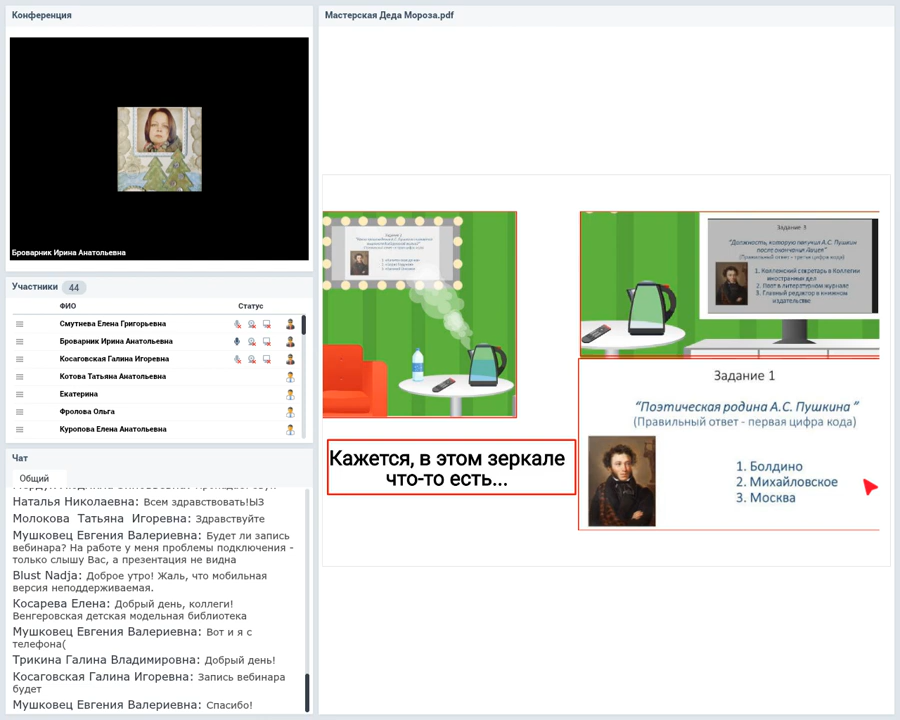 Конференция
Броварник Ирина Анатольевна
Участники 44
ФИО Статус
Смутнева Елена Григорьевна
Броварник Ирина Анатольевна
Косаговская Галина Игоревна
Котова Татьяна Анатольевна
Екатерина
Фролова Ольга
Куропова Елена Анатольевна
Чат
Общий
Наталья Николаевна: Всем здравствовать!Ы3
Молокова Татьяна Игоревна: Здравствуйте
Мушковец Евгения Валериевна: Будет ли запись
вебинара? На работе у меня проблемы подключения -
только слышу Вас, а презентация не видна
Blust Nadja: Доброе утро! Жаль, что мобильная
версия неподдерживаемая.
Косарева Елена: Добрый день, коллеги!
Венгеровская детская модельная библиотека
Мушковец Евгения Валериевна: Вот и я с
телефона(
Трикина Галина Владимировна: Добрый день!
Косаговская Галина Игоревна: Запись вебинара
будет
Мушковец Евгения Валериевна: Спасибо!
Мастерская Деда Мороза.pdf
Задание 3
"Должность, которую получил А.С. Пушкин
после окончания Лицея"
(Правильный ответ - третья цифра кода)
1. Коллежский секретарь в Коллегии
иностранных дел
2. Поэт в литературном журнале
3. Главный редактор в книжном
издательстве
Кажется, в этом зеркале
что-то есть...
Задание 1
"Поэтическая родина А.С. Пушкина "
(Правильный ответ - первая цифра кода)
1. Болдино
2. Михайловское
3. Москва